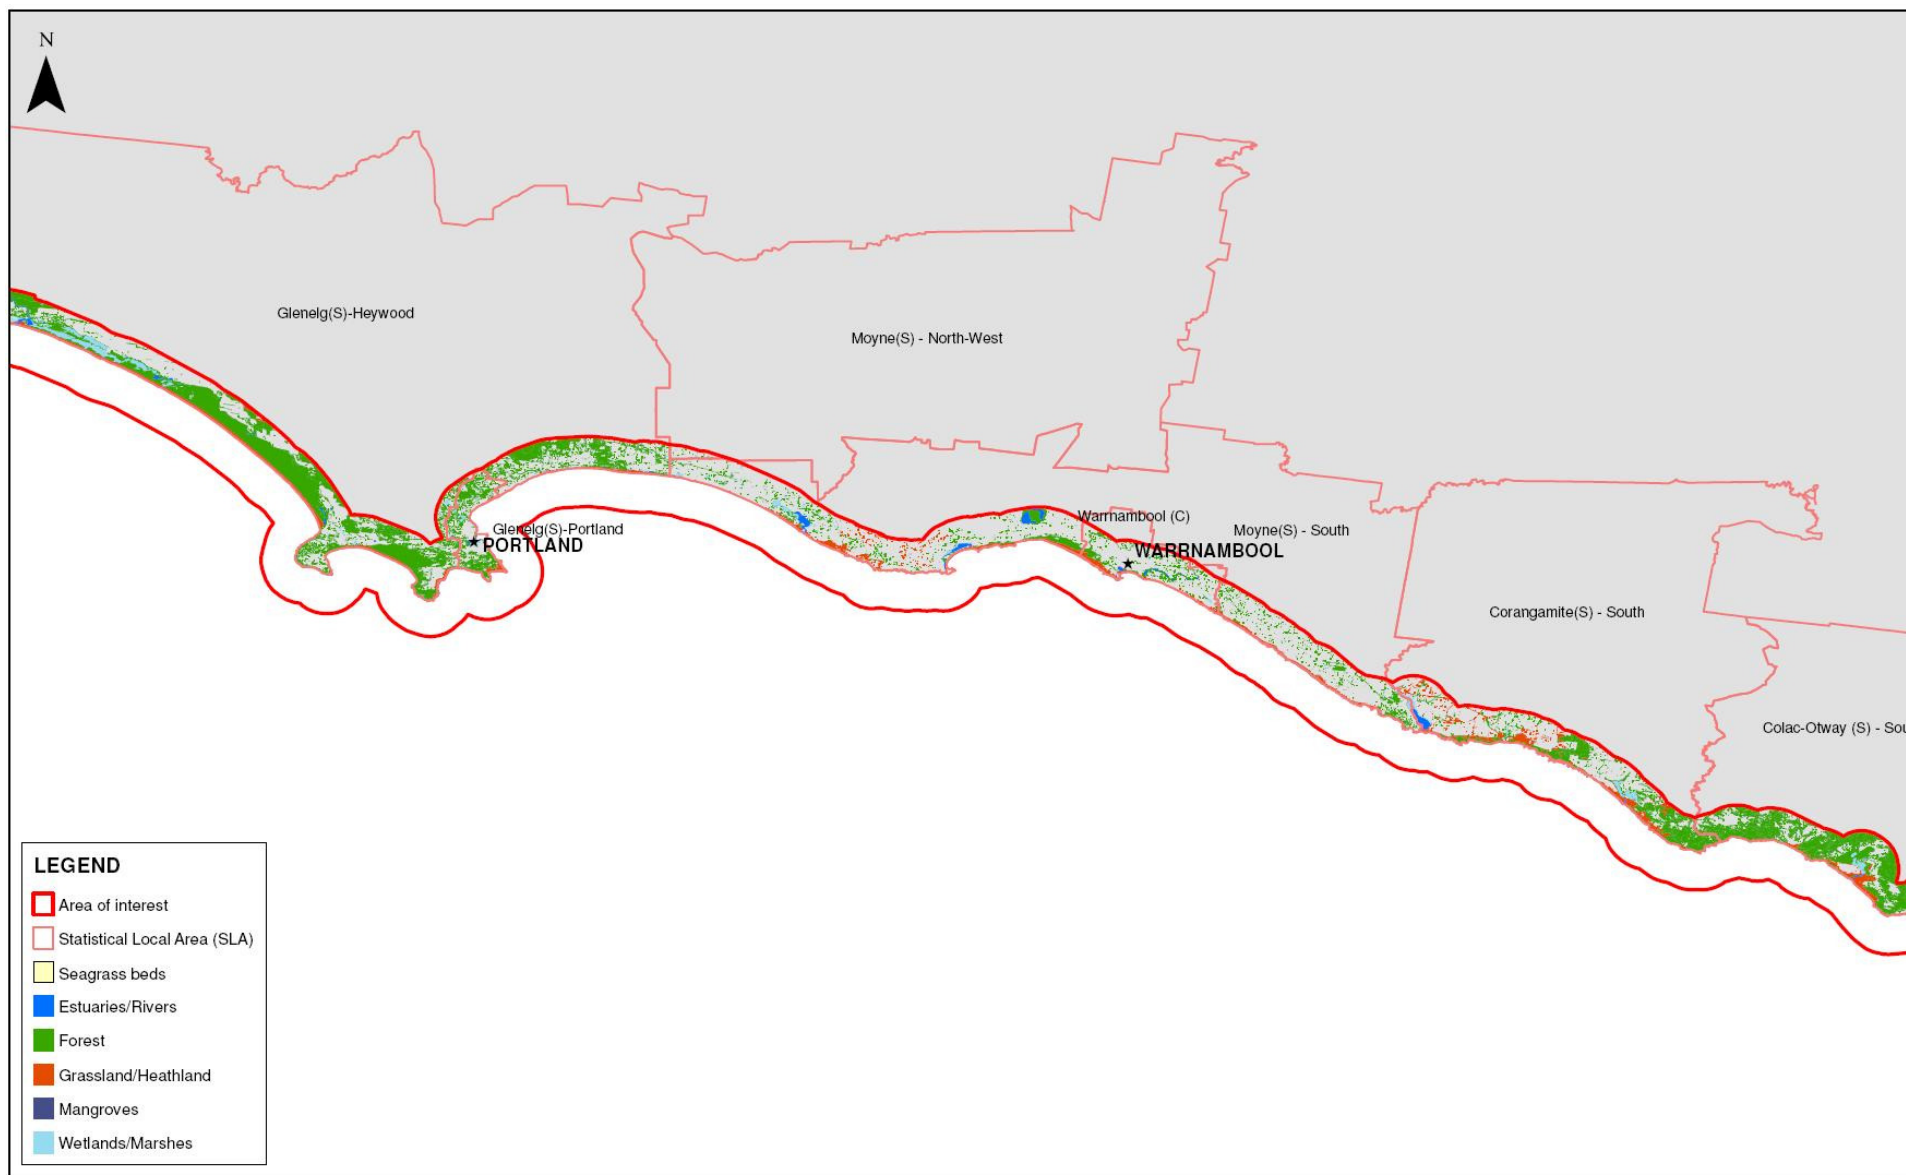 N
Glenelg(S)-Heywood
Moyne(S) - North-West
Glenelg(S)-Portland
PORTLAND
Warrnambool (C)
Moyne(S) - South
WARRNAMBOOL
Corangamite(S) - South
Colac-Otway (S) - Sou
LEGEND
Area of interest
Statistical Local Area (SLA)
Seagrass beds
Estuaries/Rivers
Forest
Grassland/Heathland
Mangroves
Wetlands/Marshes